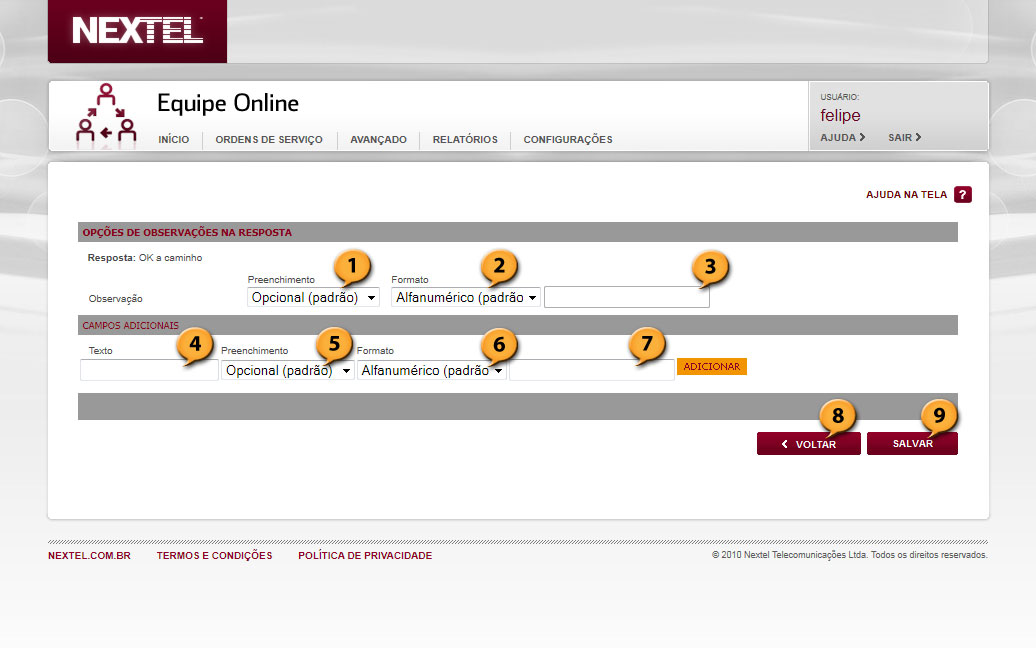 NEXTEL
Equipe Online
INÍCIO ORDENS DE SERVIÇO AVANÇADO RELATÓRIOS CONFIGURAÇÕES
USUÁRIO:
felipe
AJUDA SAIR
AJUDA NA TELA ?
OPÇÕES DE OBSERVAÇÕES NA RESPOSTA
Resposta: OK a caminho
1 2 3
Preenchimento Formato
Observação Opcional (padrão) Alfanumérico (padrão
CAMPOS ADICIONAIS
4 5 6 7
Texto Preenchimento Formato
Opcional (padrão) Alfanumérico (padrão ADICIONAR
8 9
VOLTAR SALVAR
NEXTEL.COM.BR TERMOS E CONDIÇÕES POLÍTICA DE PRIVACIDADE
© 2010 Nextel Telecomunicações Ltda. Todos os direitos reservados.